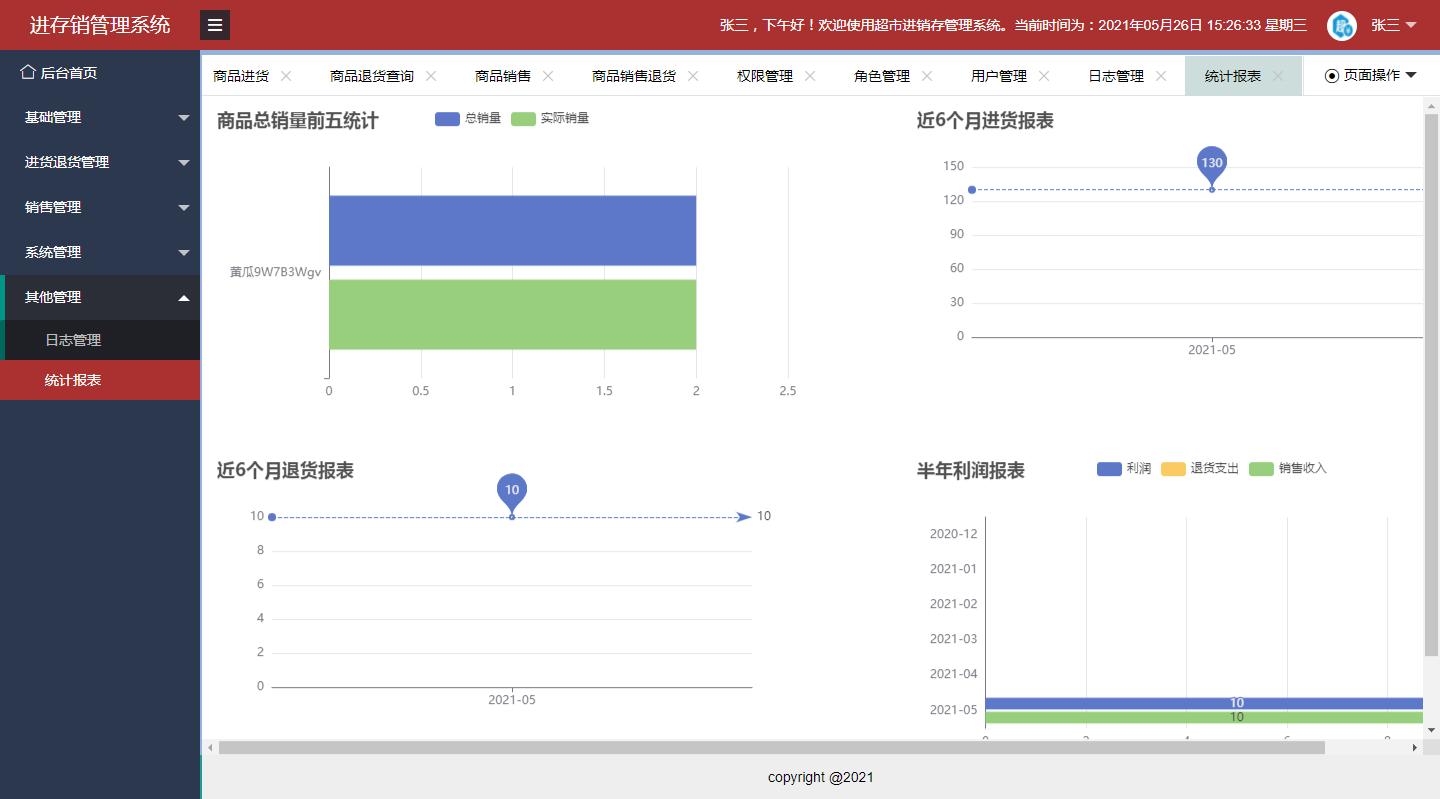 进存销管理系统
张三，下午好！欢迎使用超市进销存管理系统。当前时间为：2021年05月26日 15:26:33 星期三
张三
后台首页
基础管理
进货退货管理
销售管理
系统管理
其他管理
日志管理
统计报表
商品进货
商品退货查询
商品销售
商品销售退货
权限管理
角色管理
用户管理
日志管理
统计报表
页面操作
商品总销量前五统计
总销量
实际销量
黄瓜9W7B3Wgv
0 0.5 1 1.5 2 2.5
近6个月进货报表
130
150
120
90
60
30
0
2021-05
近6个月退货报表
10
10
10
8
6
4
2
0
2021-05
半年利润报表
利润
退货支出
销售收入
2020-12
2021-01
2021-02
2021-03
2021-04
2021-05
10
10
copyright @2021